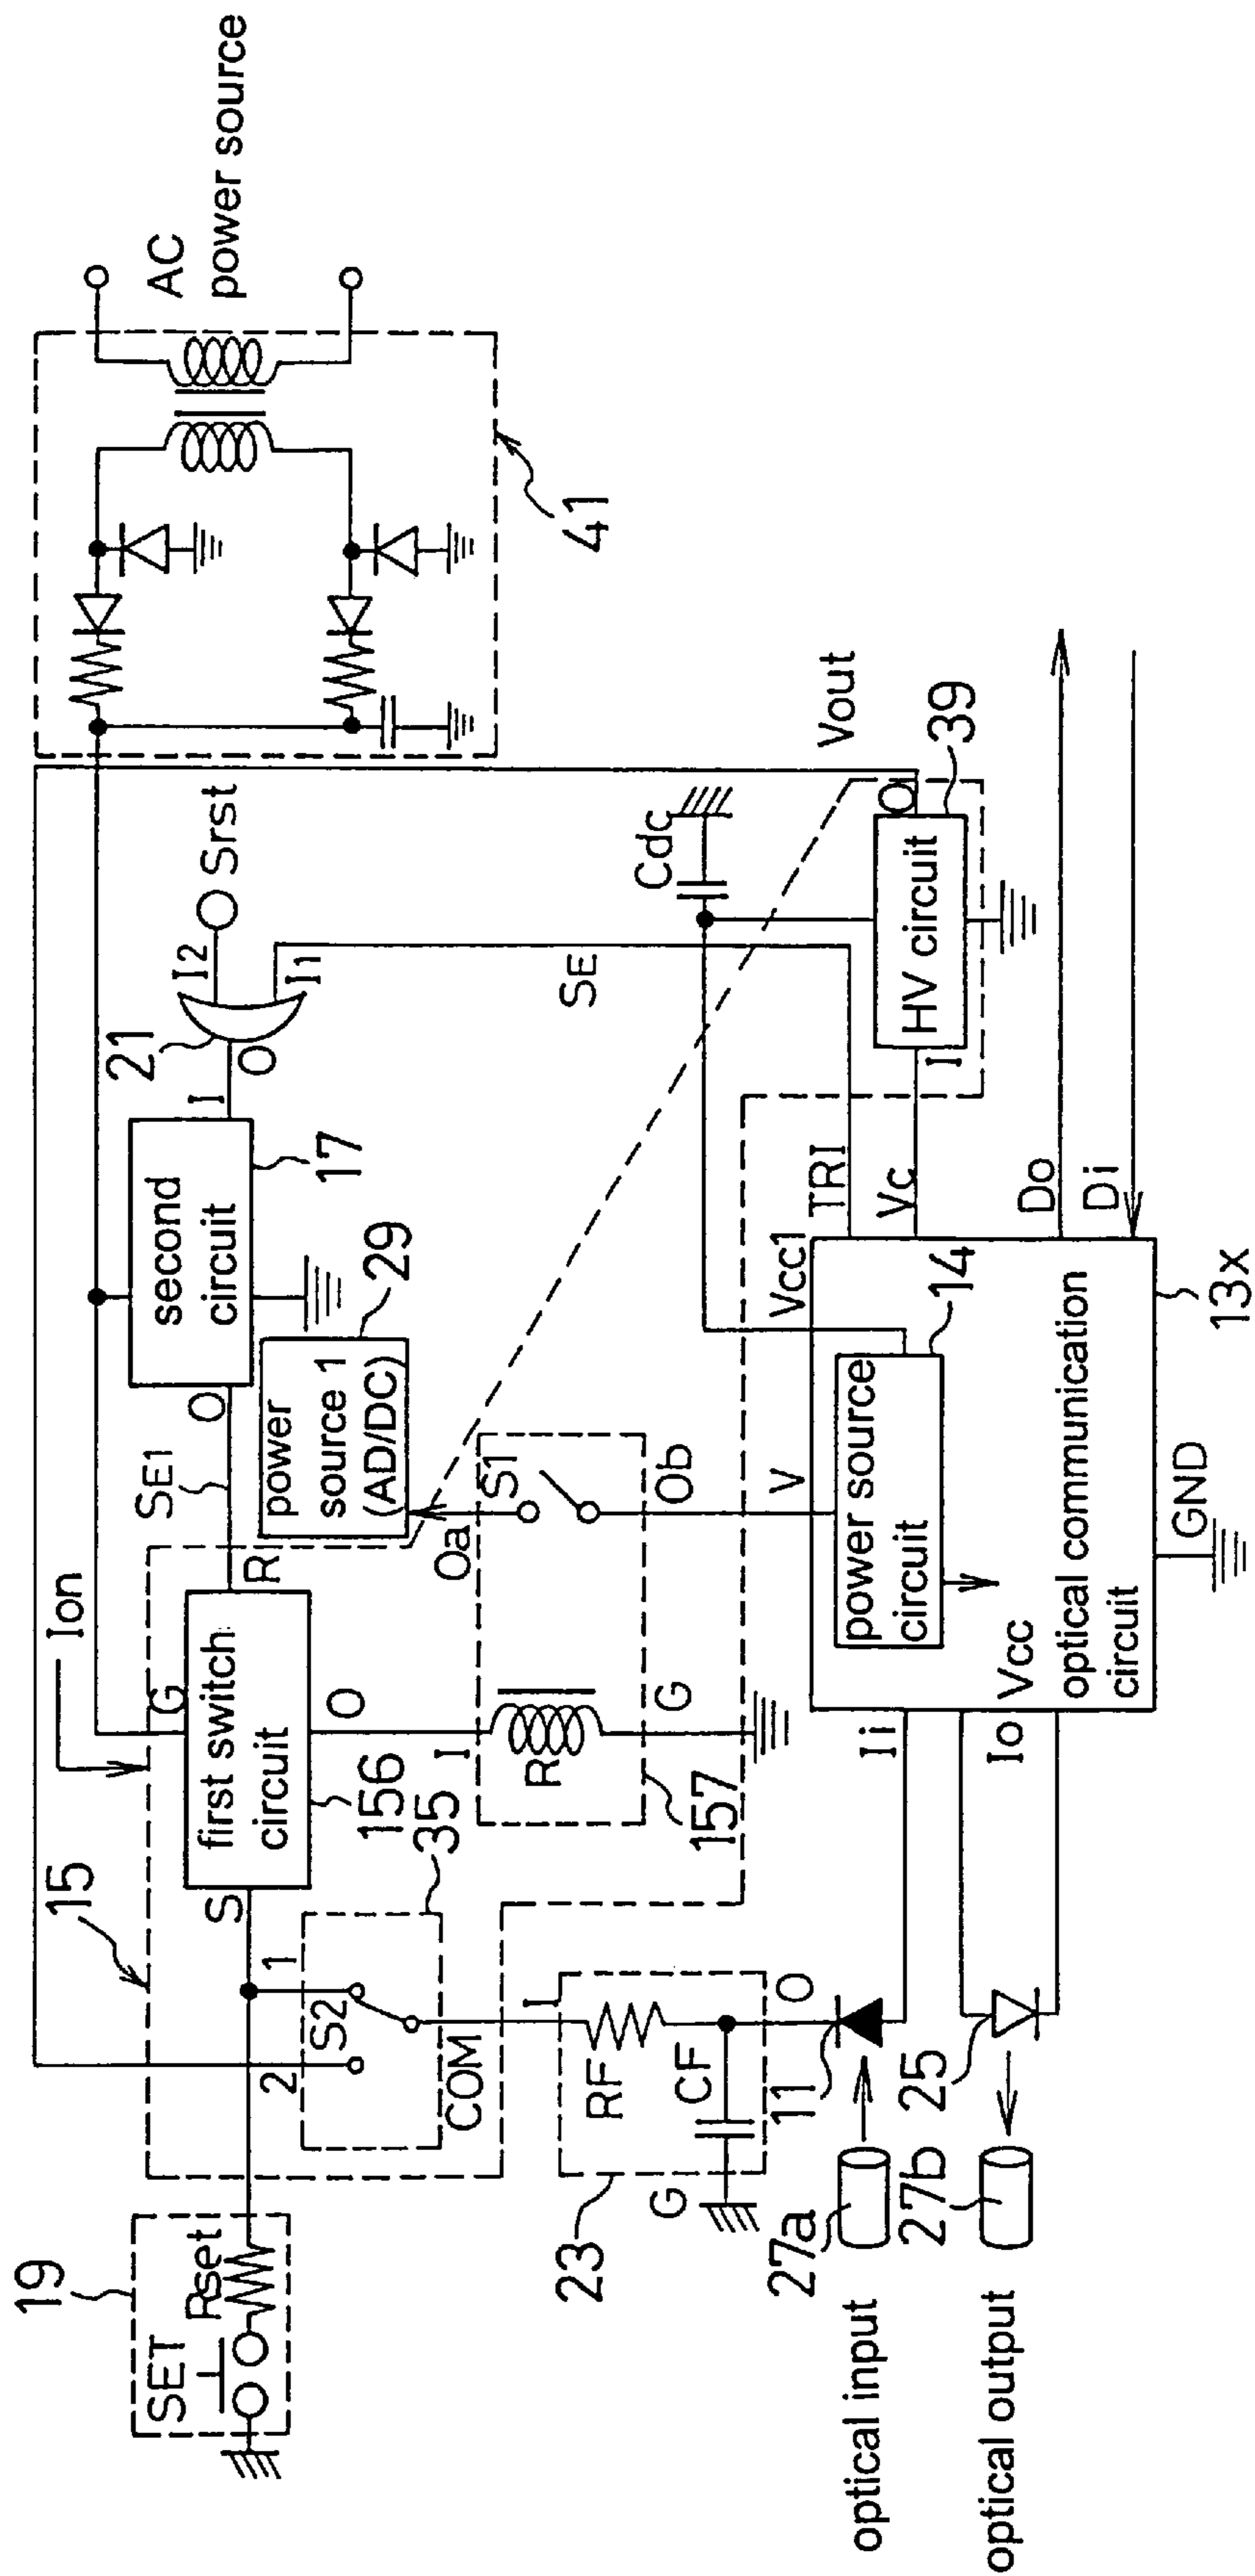 AC
power source
41
Srst
I2
I1
21
O
I
second
circuit
17
O
SE1
R
power
source 1
(AD/DC)
29
Ion
G
first switch
circuit
156
S
O
15
35
1
S2
2
COM
19
SET
Rset
Oa
S1
Ob
I
R
G
157
I
RF
CF
O
G
23
11
27a
25
27b
optical input
optical output
Vout
Cdc
SE
O
HV circuit
39
I
TRI
Vc
Vcc1
V
14
power source
circuit
Vcc
optical communication
circuit
Ii
Io
GND
13x
Do
Di